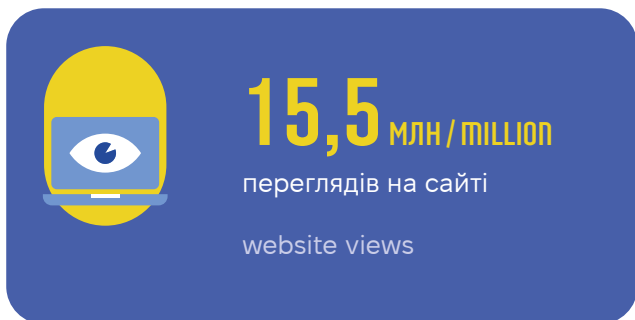 15,5 млн / million
переглядів на сайті
website views